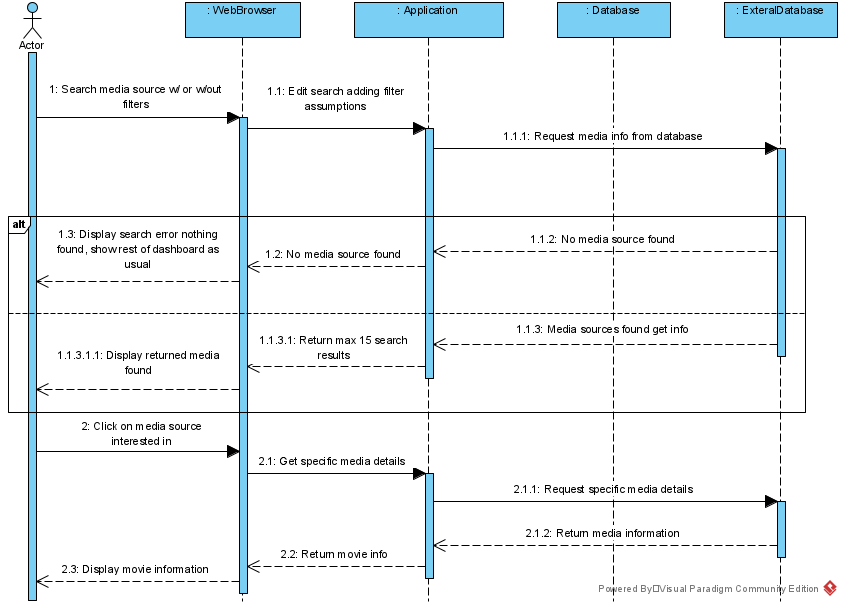 : WebBrowser
: Application
: Database
: ExteralDatabase
Actor
1: Search media source w/ or w/out
filters
1.1: Edit search adding filter
assumptions
1.1.1: Request media info from database
alt
1.3: Display search error nothing
found, show rest of dashboard as
usual
1.2: No media source found
1.1.2: No media source found
1.1.3: Media sources found get info
1.1.3.1: Return max 15 search
results
1.1.3.1.1: Display returned media
found
2: Click on media source
interested in
2.1: Get specific media details
2.1.1: Request specific media details
2.1.2: Return media information
2.2: Return movie info
2.3: Display movie information
Powered By Visual Paradigm Community Edition